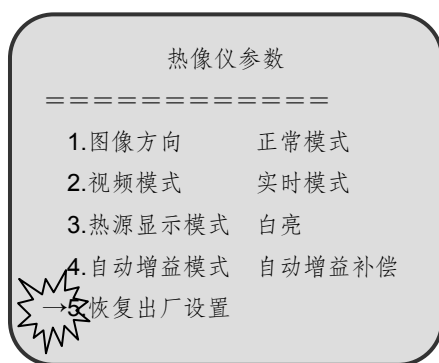 热像仪参数
＝＝＝＝＝＝＝＝＝＝＝＝
1.图像方向 正常模式
2.视频模式 实时模式
3.热源显示模式 白亮
4.自动增益模式 自动增益补偿
→5.恢复出厂设置